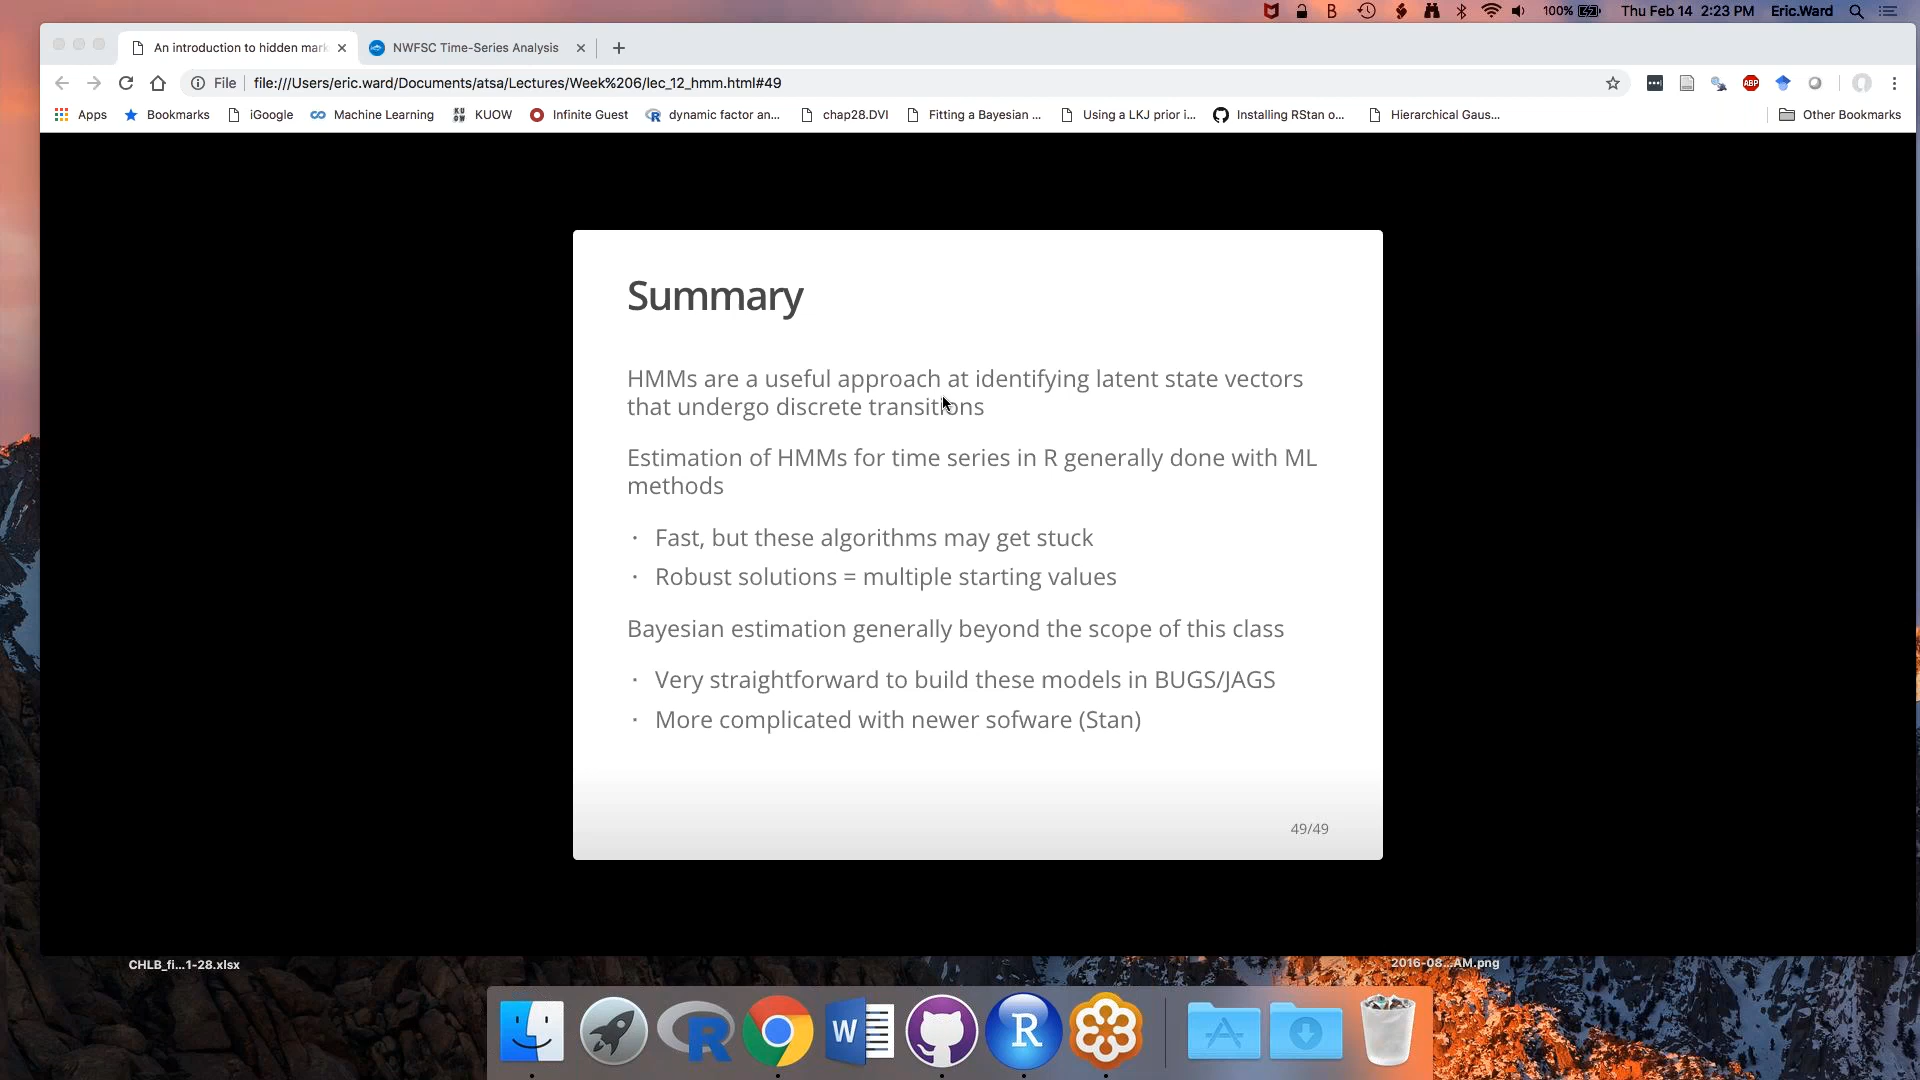 100%
Thu Feb 14 2:23 PM
Eric.Ward
An introduction to hidden mark
NWFSC Time-Series Analysis
File
file:///Users/eric.ward/Documents/atsa/Lectures/Week%206/lec_12_hmm.html#49
ABP
Apps
Bookmarks
iGoogle
Machine Learning
KUOW
KUOW
Infinite Guest
dynamic factor an...
chap28.DVI
Fitting a Bayesian ...
Using a LKJ prior i...
Installing RStan o...
Hierarchical Gaus...
Other Bookmarks
Summary
HMMs are a useful approach at identifying latent state vectors
that undergo discrete transitions
Estimation of HMMs for time series in R generally done with ML
methods
· Fast, but these algorithms may get stuck
· Robust solutions = multiple starting values
Bayesian estimation generally beyond the scope of this class
· Very straightforward to build these models in BUGS/JAGS
· More complicated with newer sofware (Stan)
49/49
CHLB_fi...1-28.xlsx
2016-08...AM.png
R
W
R